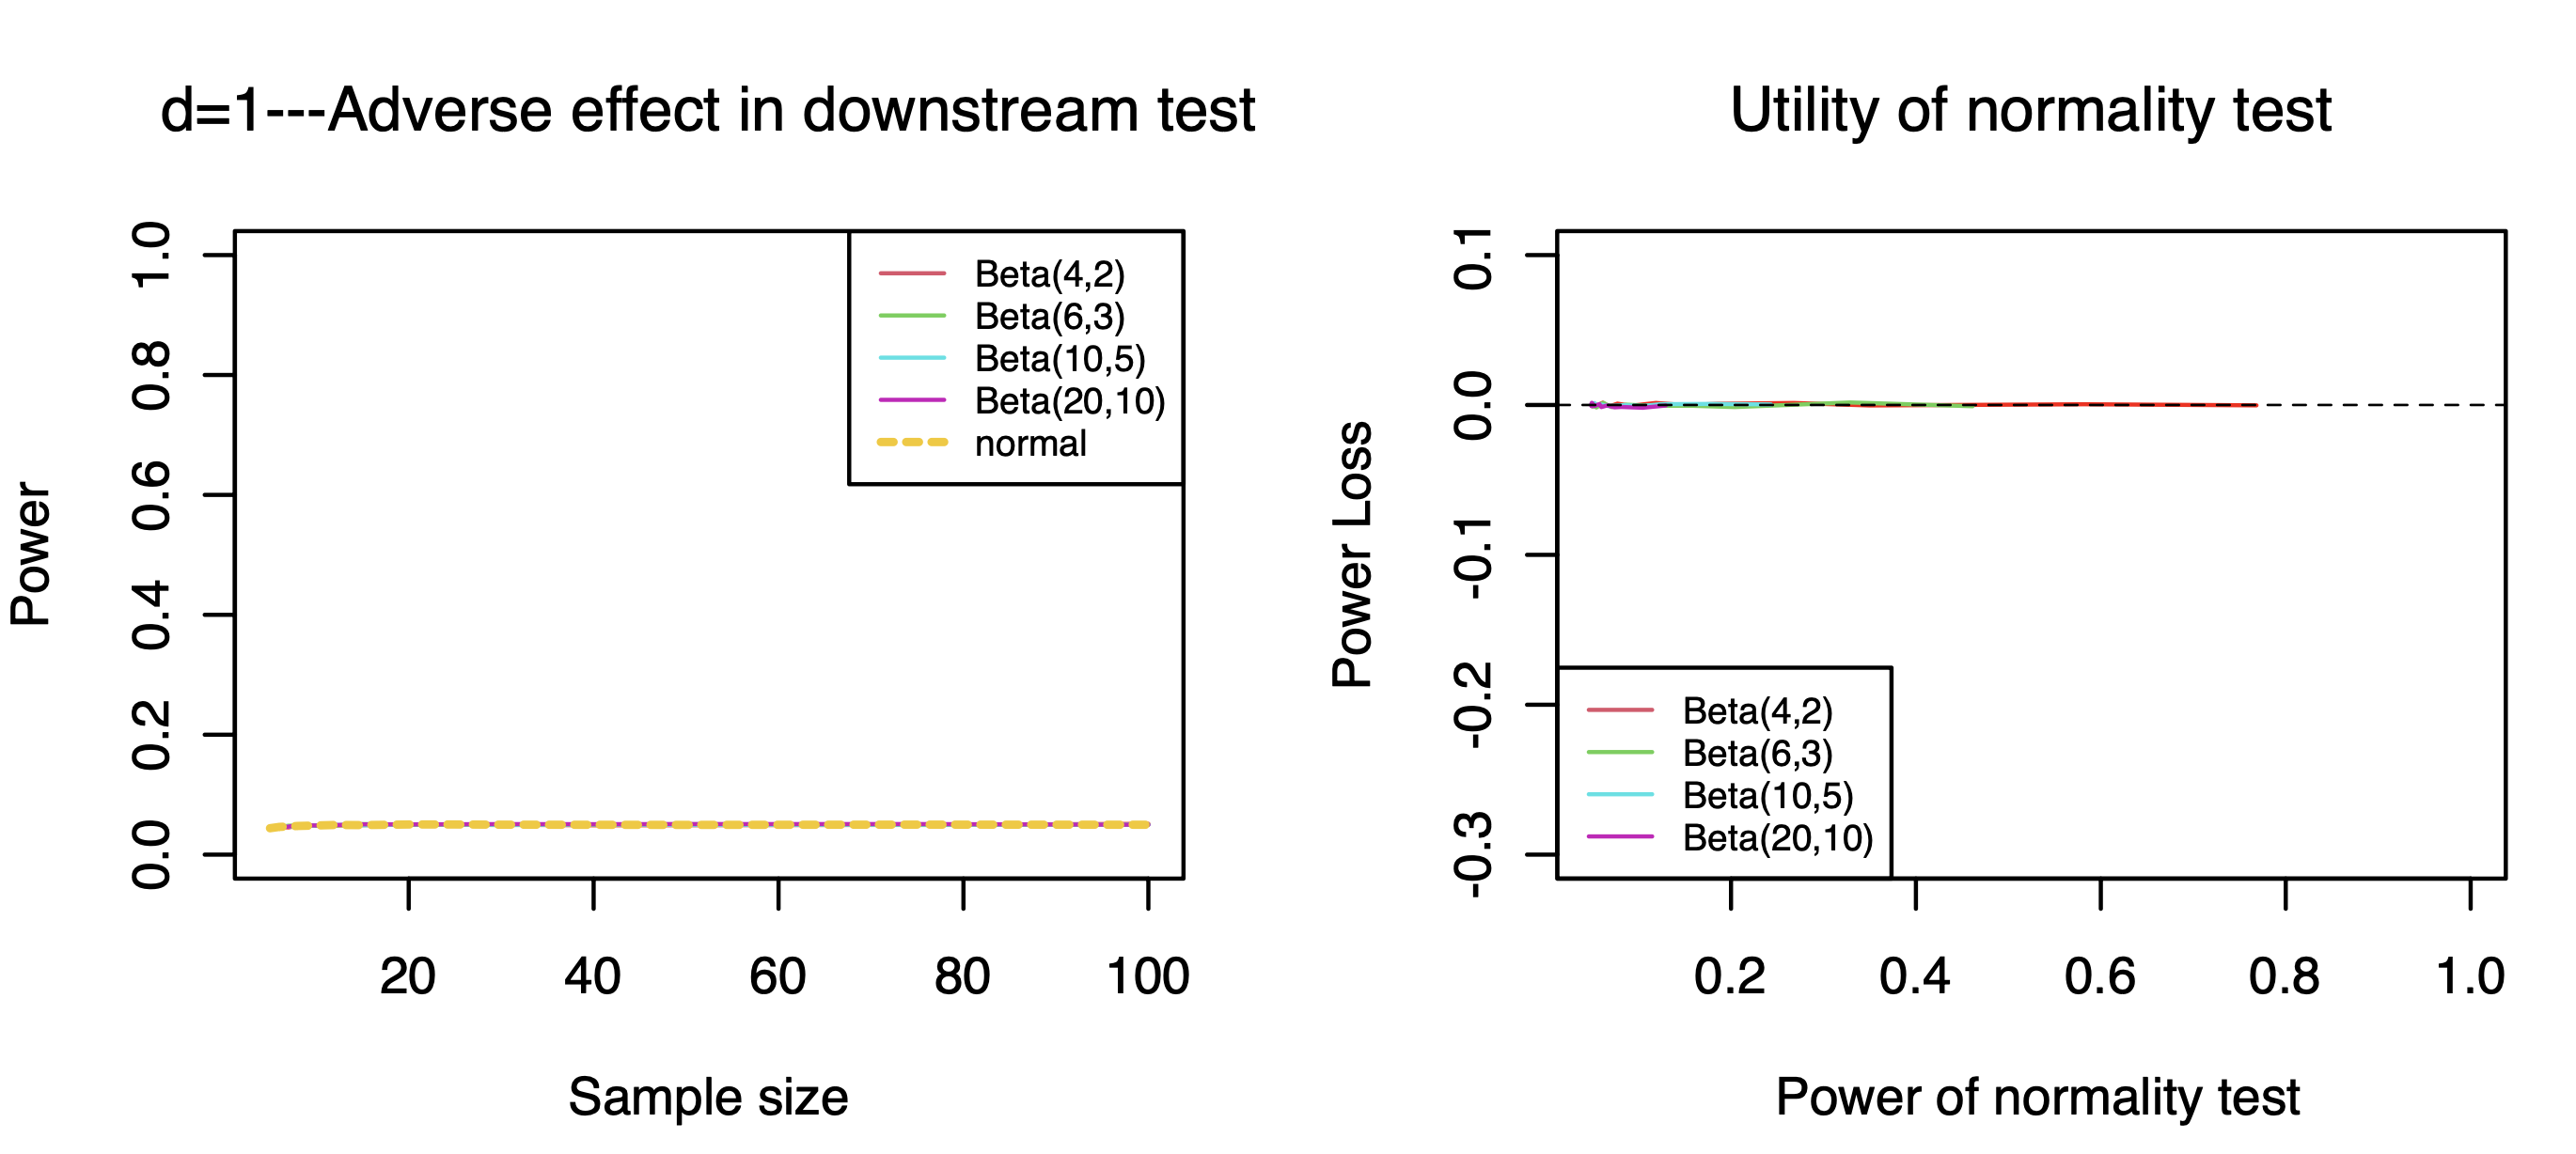 d=1---Adverse effect in downstream test
Power
1.0
0.8
0.6
0.4
0.2
0.0
Beta(4,2)
Beta(6,3)
Beta(10,5)
Beta(20,10)
normal
20 40 60 80 100
Sample size
Utility of normality test
Power Loss
0.1
0.0
-0.1
-0.2
-0.3
Beta(4,2)
Beta(6,3)
Beta(10,5)
Beta(20,10)
0.2 0.4 0.6 0.8 1.0
Power of normality test